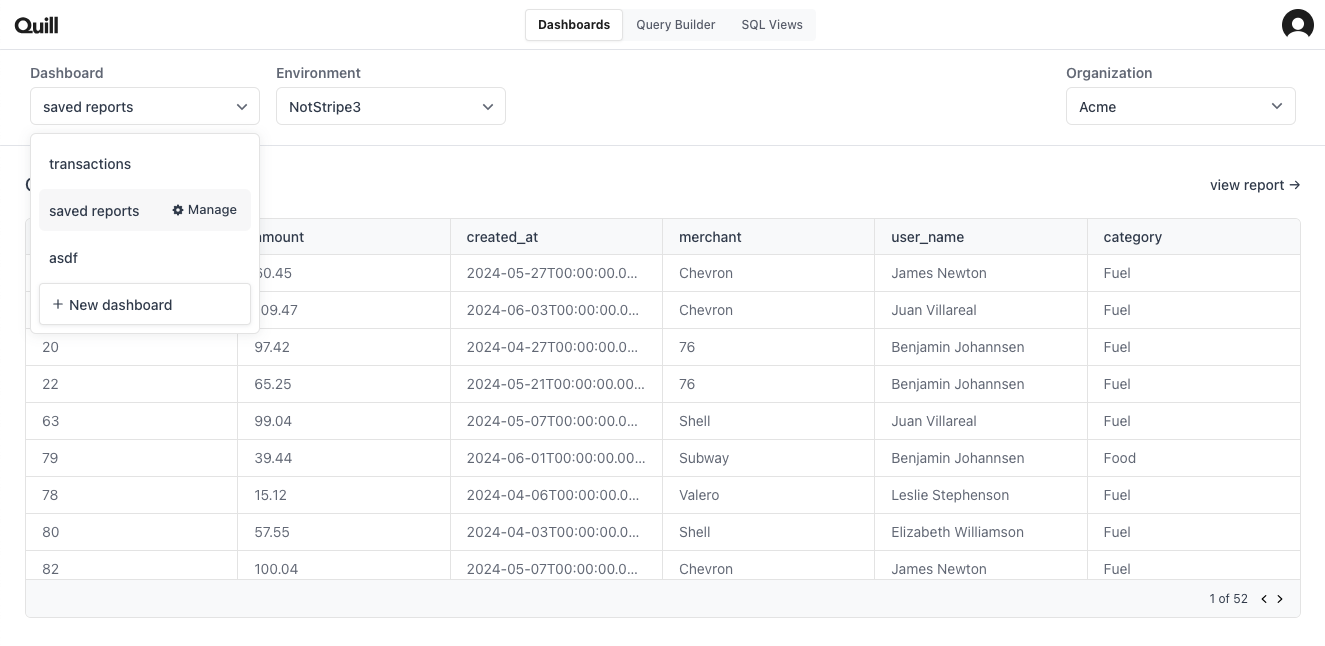 Quill
Dashboards Query Builder SQL Views
Dashboard Environment Organization
saved reports NotStripe3 Acme
transactions
view report →
saved reports Manage
amount created_at merchant user_name category
asdf
60.45 2024-05-27T00:00:00.0... Chevron James Newton Fuel
+ New dashboard
09.47 2024-06-03T00:00:00.0... Chevron Juan Villareal Fuel
20 97.42 2024-04-27T00:00:00.0... 76 Benjamin Johannsen Fuel
22 65.25 2024-05-21T00:00:00.00... 76 Benjamin Johannsen Fuel
63 99.04 2024-05-07T00:00:00.0... Shell Juan Villareal Fuel
79 39.44 2024-06-01T00:00:00.00... Subway Benjamin Johannsen Food
78 15.12 2024-04-06T00:00:00.0... Valero Leslie Stephenson Fuel
80 57.55 2024-04-03T00:00:00.0... Shell Elizabeth Williamson Fuel
82 100.04 2024-05-07T00:00:00.0... Chevron James Newton Fuel
1 of 52